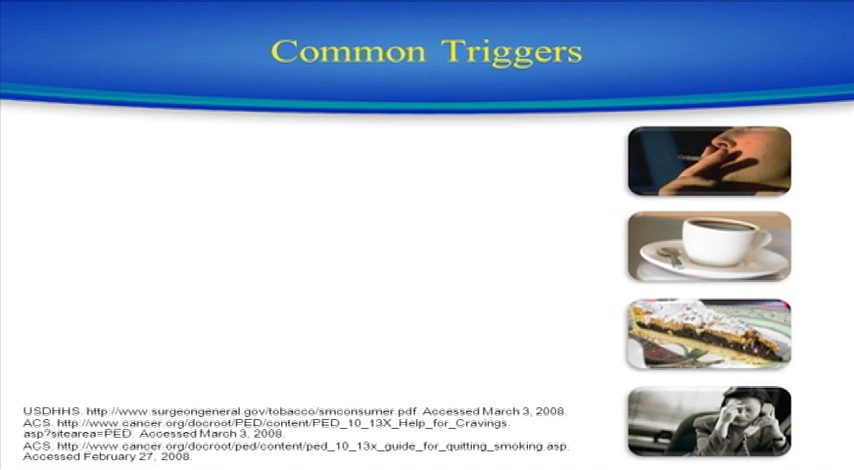 Common Triggers
USDHHS. http://www.surgeongeneral.gov/tobacco/smconsumer.pdf. Accessed March 3, 2008.
ACS. http://www.cancer.org/docroot/PED/content/PED_10_13X_Help_for_Cravings.
asp?sitearea=PED. Accessed March 3, 2008.
ACS. http://www.cancer.org/docroot/ped/content/ped_10_13x_guide_for_quitting_smoking.asp.
Accessed February 27, 2008.